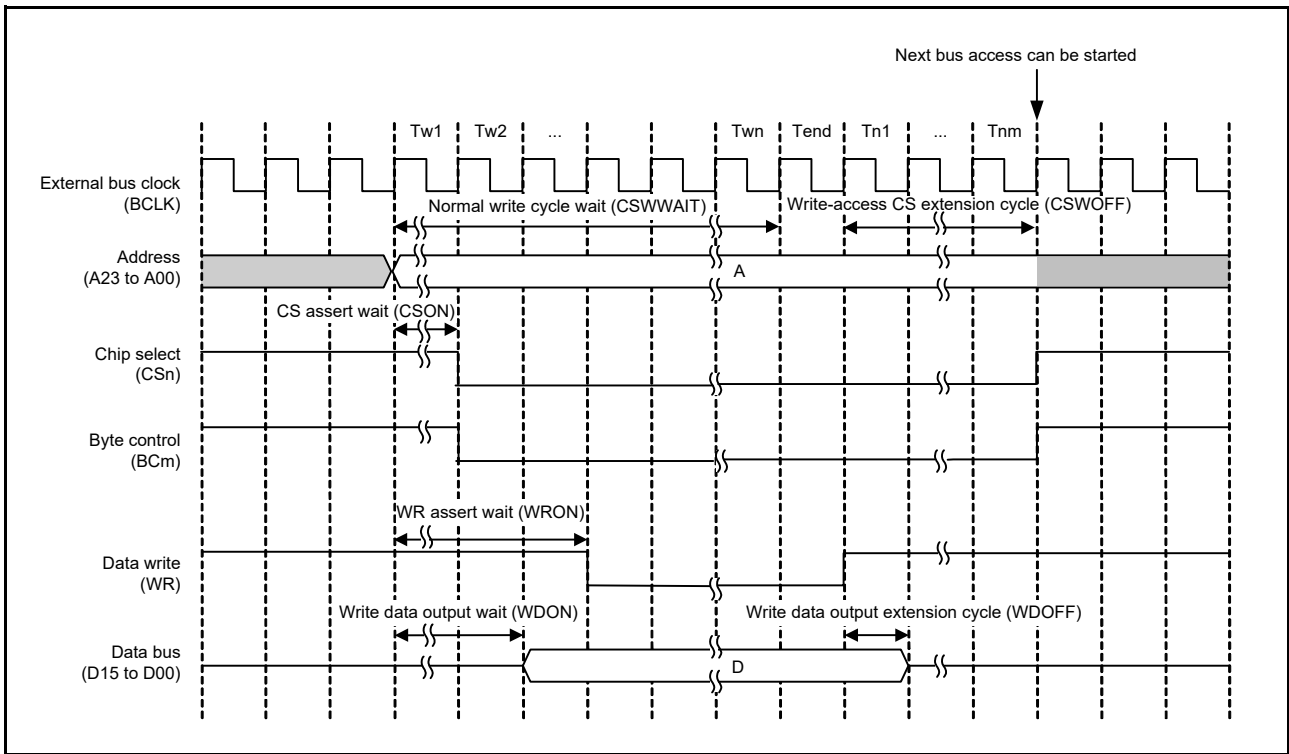 Next bus access can be started
Tw1 Tw2 ... Twn Tend Tn1 ... Tnm
External bus clock
(BCLK)
Normal write cycle wait (CSWWAIT) Write-access CS extension cycle (CSWOFF)
Address
(A23 to A00)
A
CS assert wait (CSON)
Chip select
(CSn)
Byte control
(BCm)
WR assert wait (WRON)
Data write
(WR)
Write data output wait (WDON) Write data output extension cycle (WDOFF)
Data bus
(D15 to D00)
D